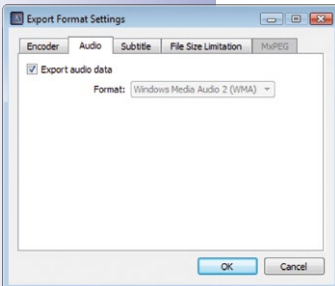 Export Format Settings
Encoder Audio Subtitle File Size Limitation MxPEG
Export audio data
Format: Windows Media Audio 2 (WMA)
OK Cancel